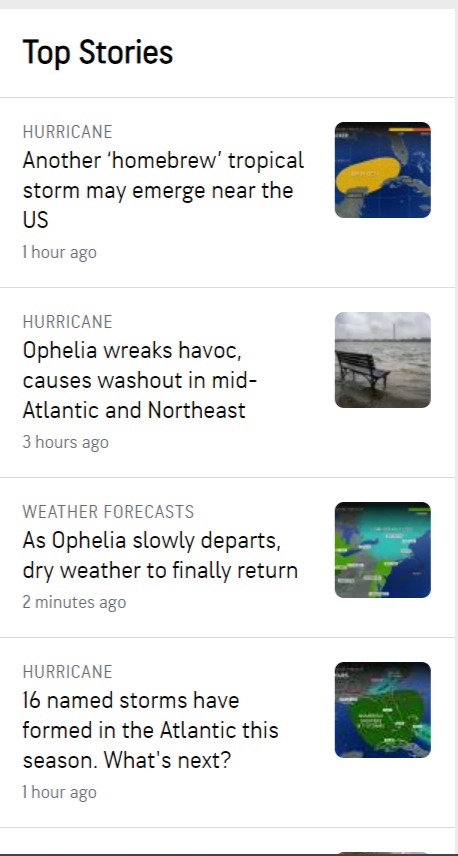 Top Stories
HURRICANE
Another ‘homebrew’ tropical
storm may emerge near the
US
1 hour ago
HURRICANE
Ophelia wreaks havoc,
causes washout in mid-
Atlantic and Northeast
3 hours ago
WEATHER FORECASTS
As Ophelia slowly departs,
dry weather to finally return
2 minutes ago
HURRICANE
16 named storms have
formed in the Atlantic this
season. What's next?
1 hour ago